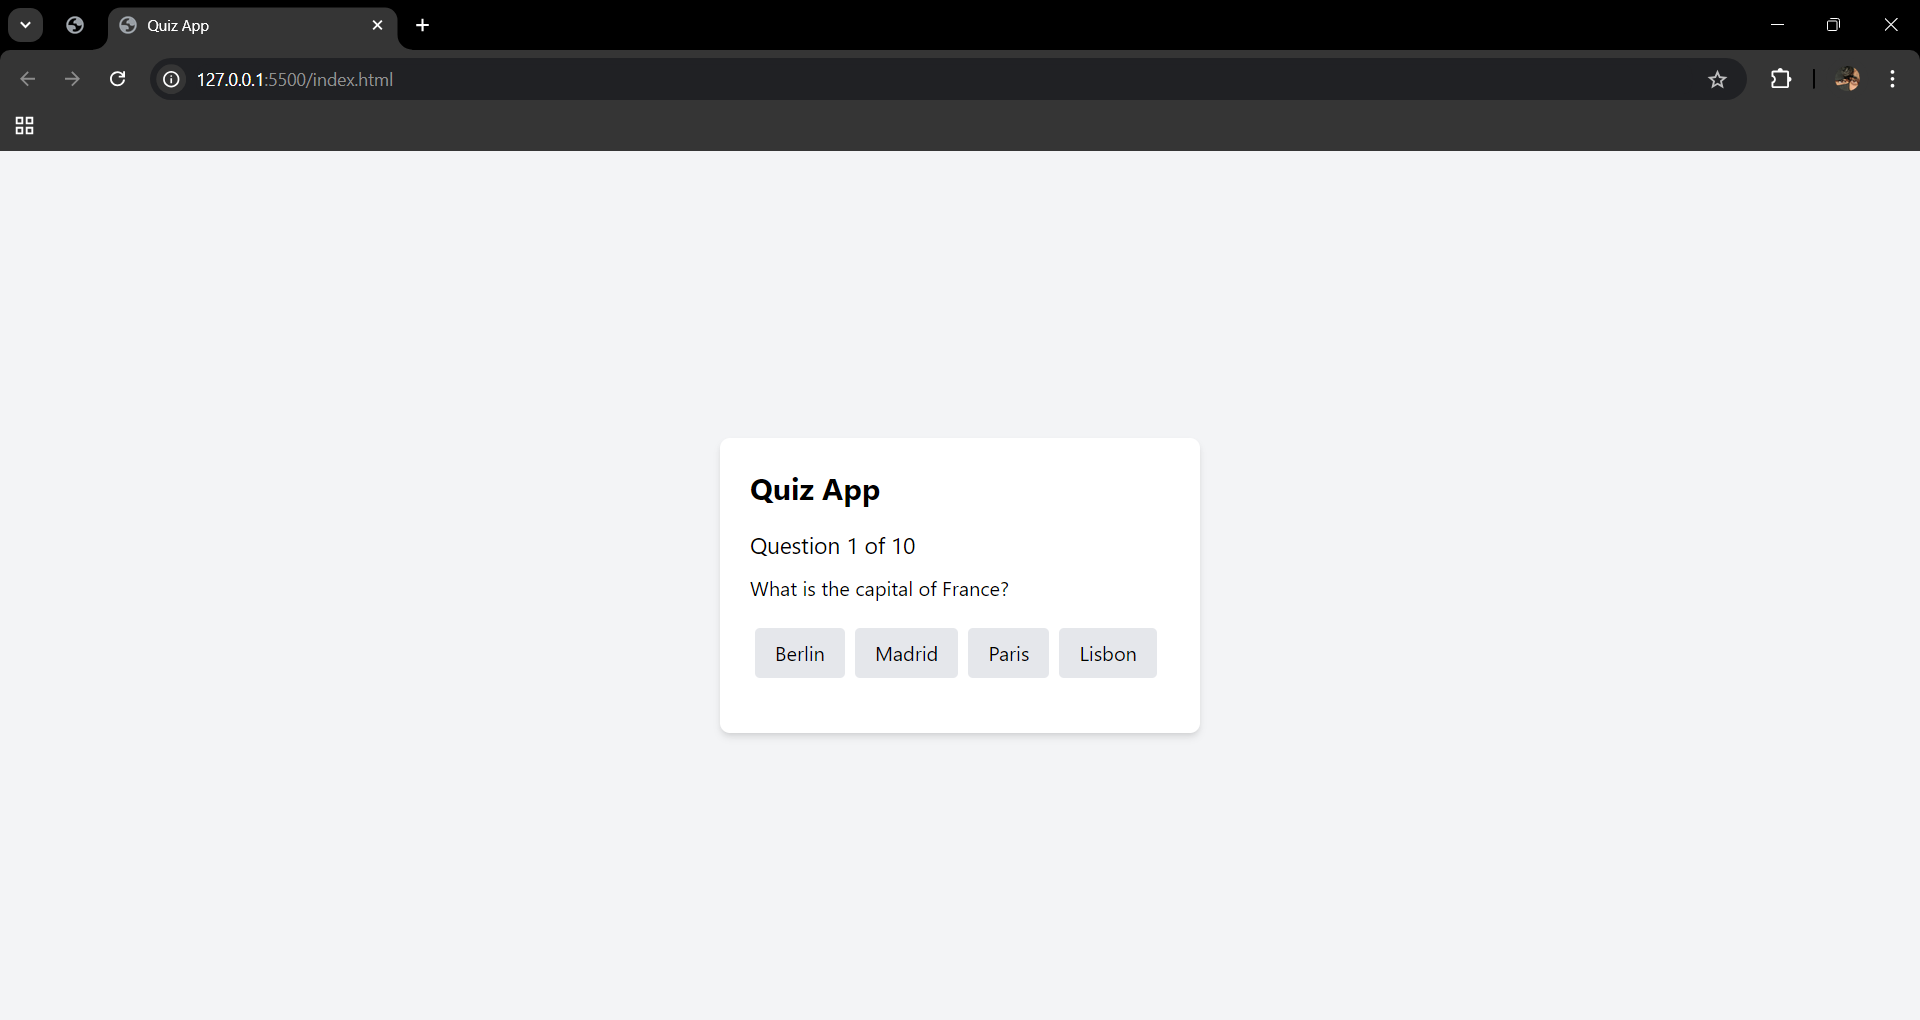 Quiz App
127.0.0.1:5500/index.html
Quiz App
Question 1 of 10
What is the capital of France?
Berlin Madrid Paris Lisbon